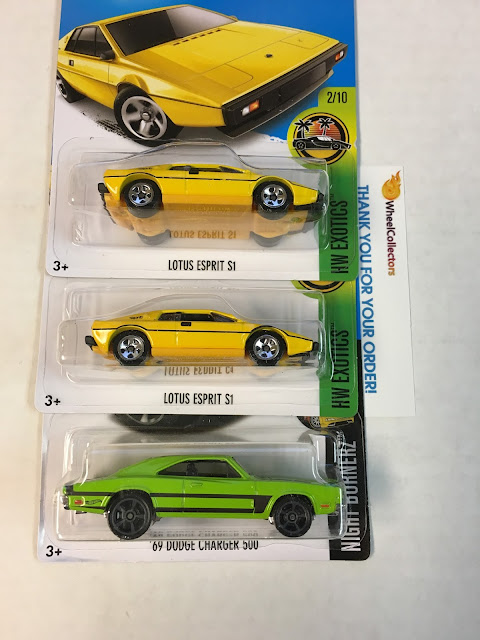 2/10
HW EXOTICS
3+
LOTUS ESPRIT S1
WheelCollectors
THANK YOU FOR YOUR ORDER!
HW EXOTICS
3+
LOTUS ESPRIT S1
NIGHT BURNERZ
3+
'69 DODGE CHARGER 500